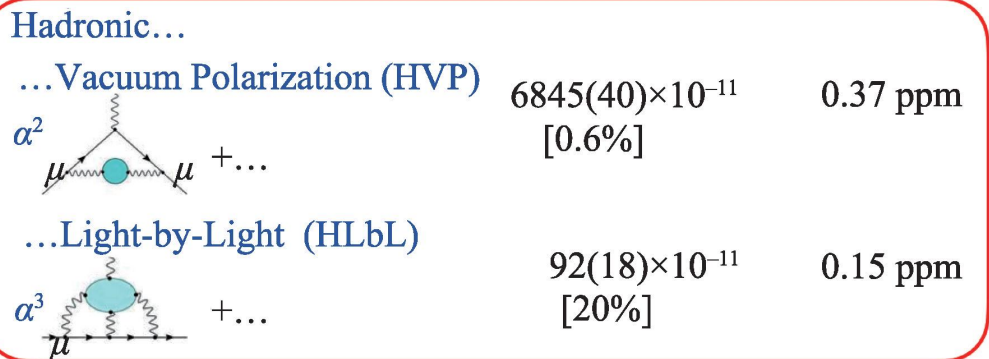 Hadronic...
...Vacuum Polarization (HVP) 6845(40)×10⁻¹¹ 0.37 ppm
α² [0.6%]
μ μ +...
...Light-by-Light (HLbL) 92(18)×10⁻¹¹ 0.15 ppm
α³ +... [20%]
μ